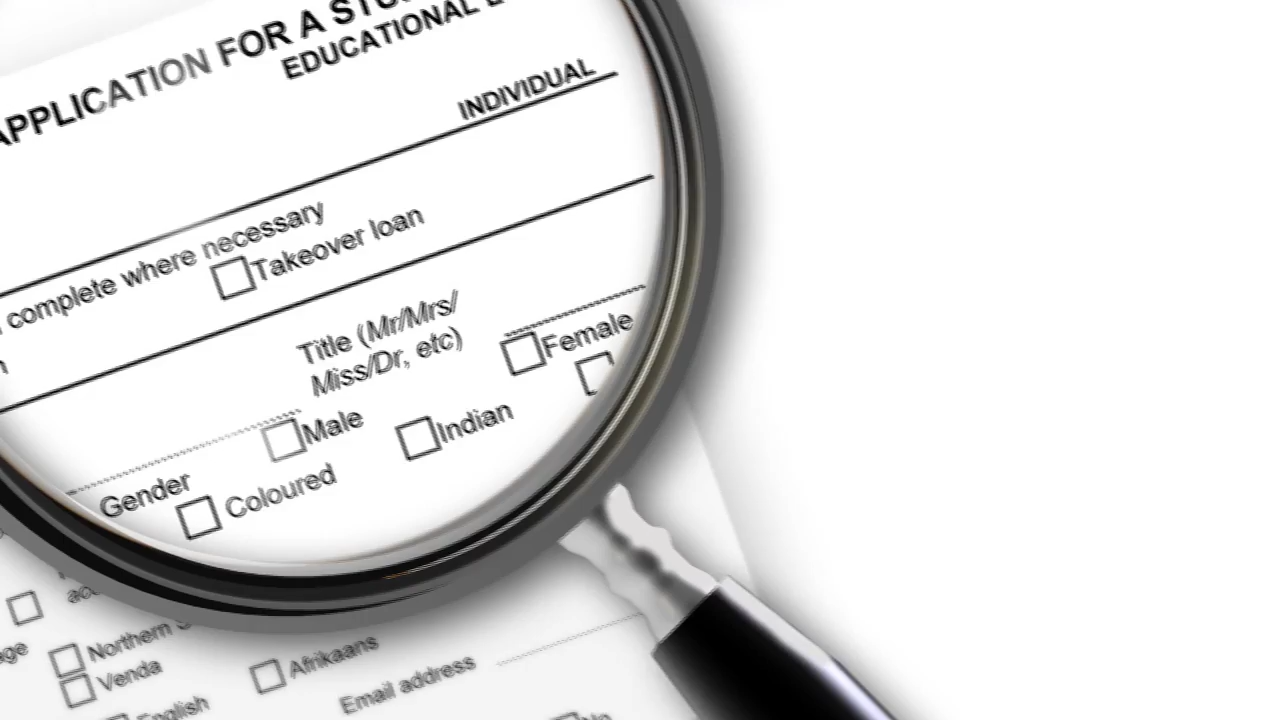 APPLICATION FOR A
EDUCATIONAL
INDIVIDUAL
complete where necessary
Takeover loan
Title (Mr/Mrs/
Miss/Dr, etc)
Female
Male
Indian
Gender
Coloured
Northern
Venda
Afrikaans
English
Email address